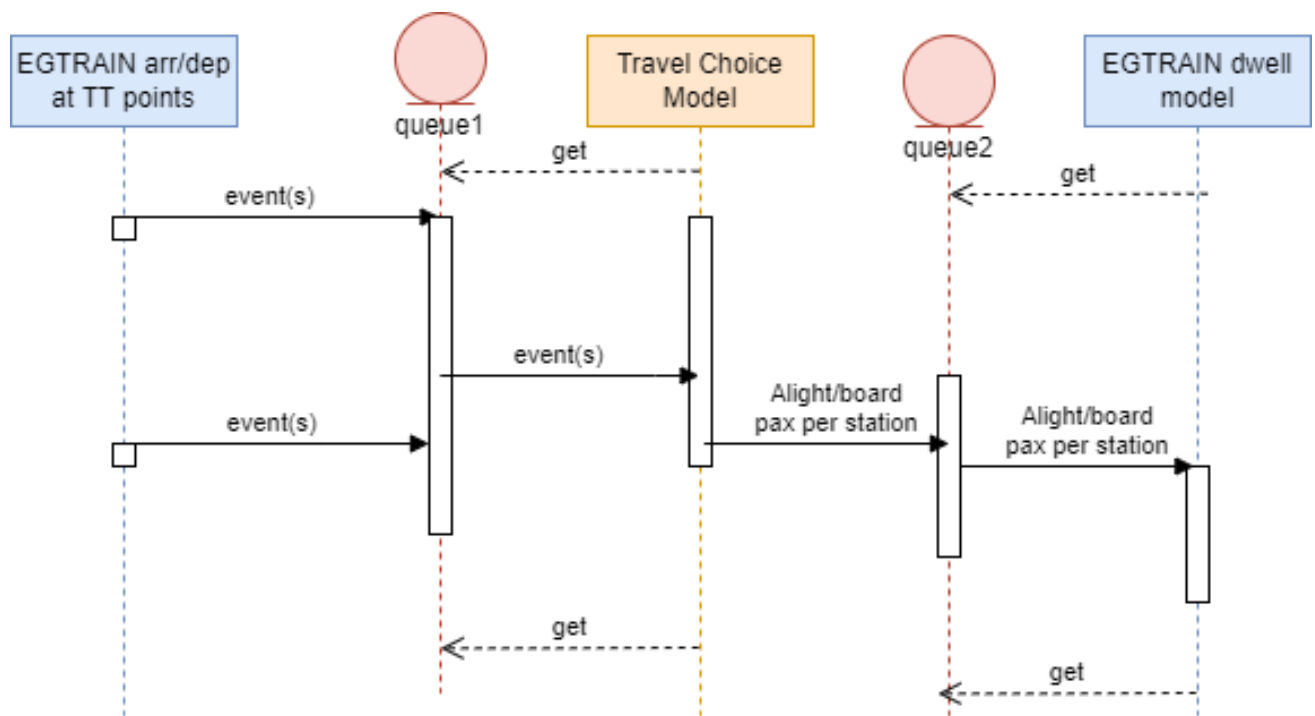 EGTRAIN arr/dep
at TT points
queue1
Travel Choice
Model
queue2
EGTRAIN dwell
model
get
get
event(s)
event(s)
Alight/board
pax per station
Alight/board
pax per station
event(s)
get
get